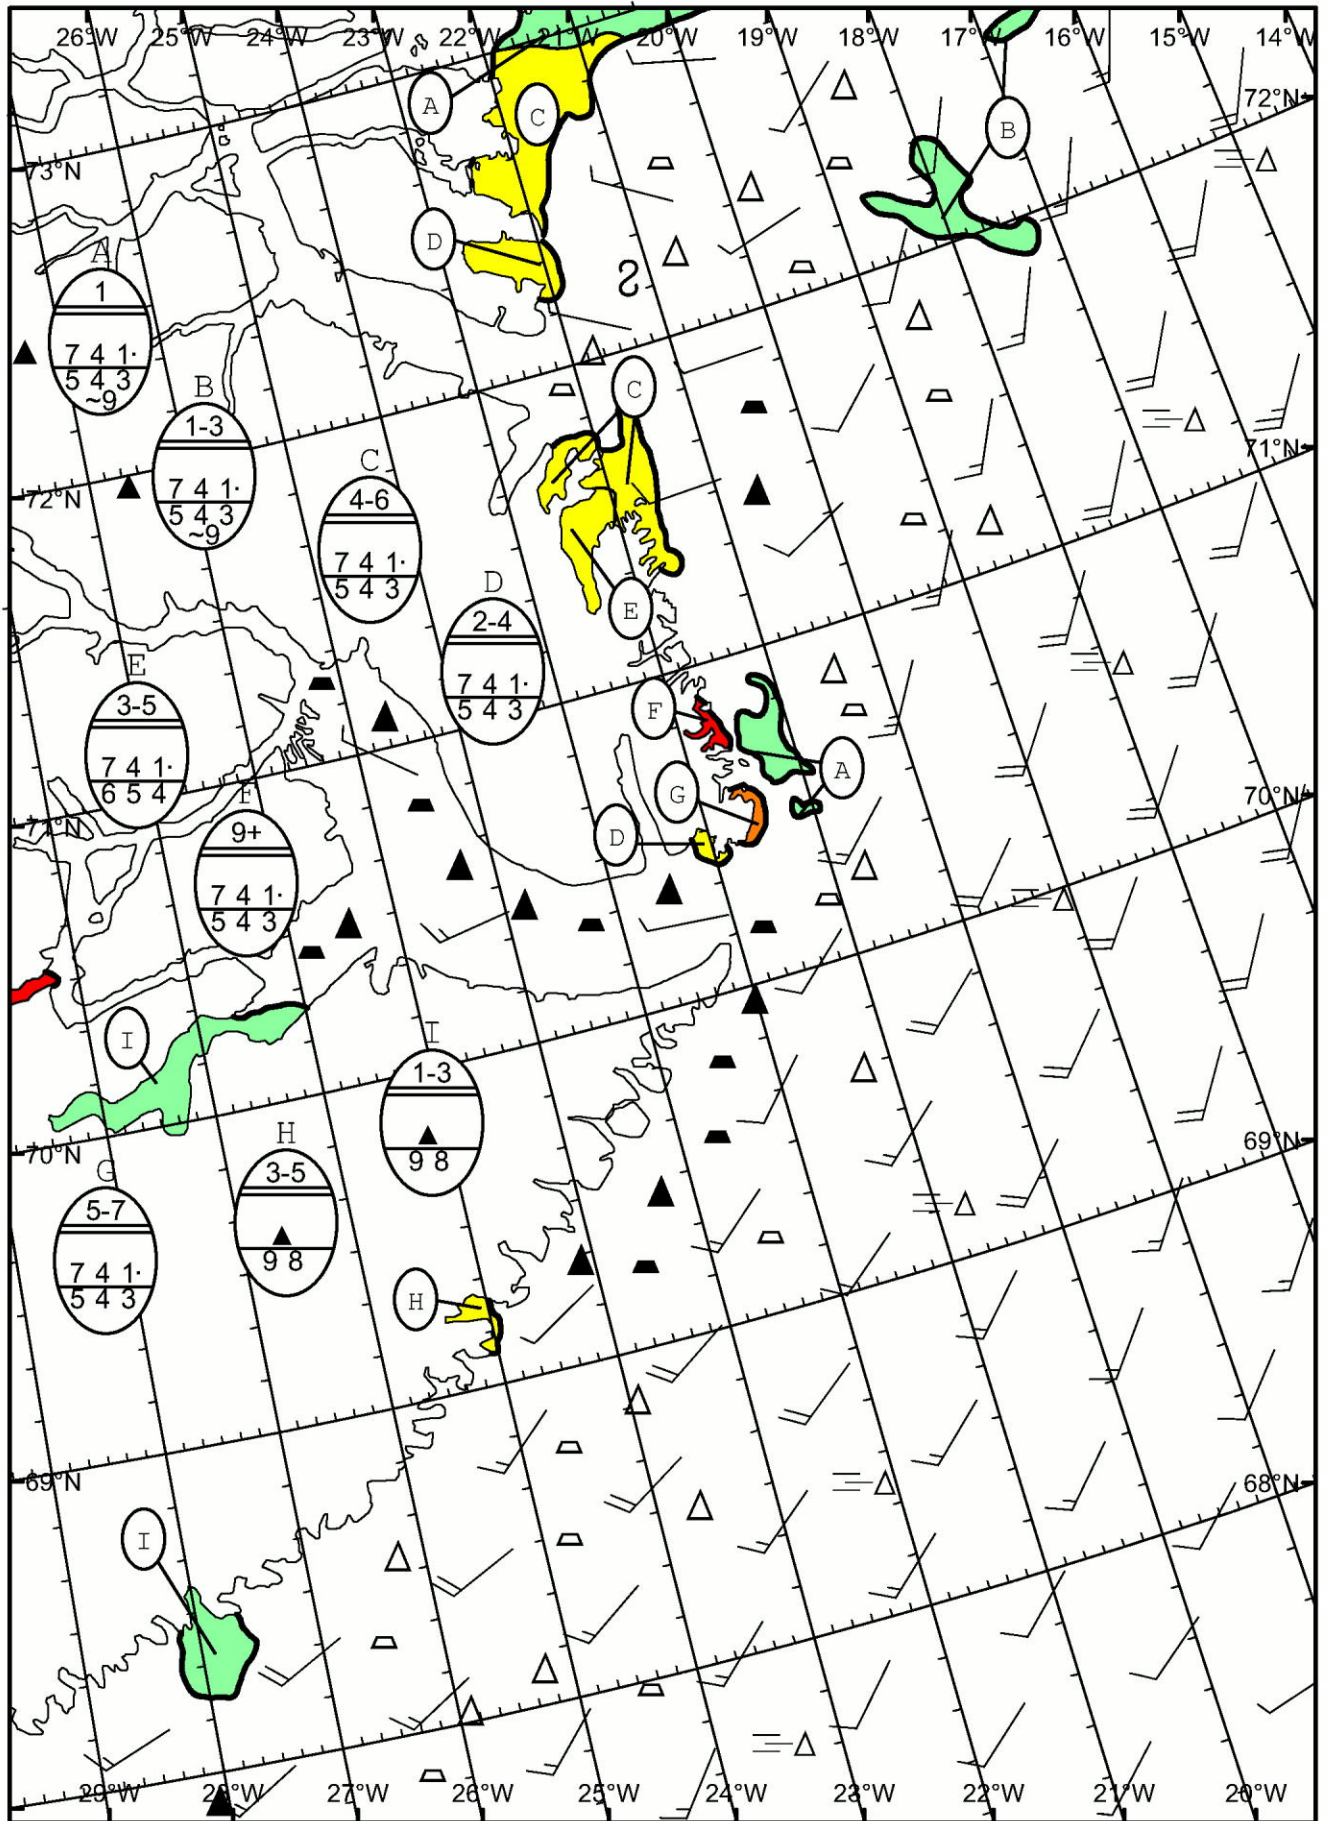 26°W 25°W 24°W 23°W 22°W 21°W 20°W 19°W 18°W 17°W 16°W 15°W 14°W
72°N
A C B
73°N
D
A
1
7 4 1·
5 4 3
~9
B
1-3
7 4 1·
5 4 3
~9
C
71°N
C
4-6
7 4 1·
5 4 3
72°N
D
2-4
7 4 1·
5 4 3
E
E
3-5
7 4 1·
6 5 4
F
A
G
70°N
D
71°N
F
9+
7 4 1·
5 4 3
I
I
1-3
9 8
69°N
70°N
H
3-5
9 8
G
5-7
7 4 1·
5 4 3
H
69°N
68°N
I
29°W 28°W 27°W 26°W 25°W 24°W 23°W 22°W 21°W 20°W